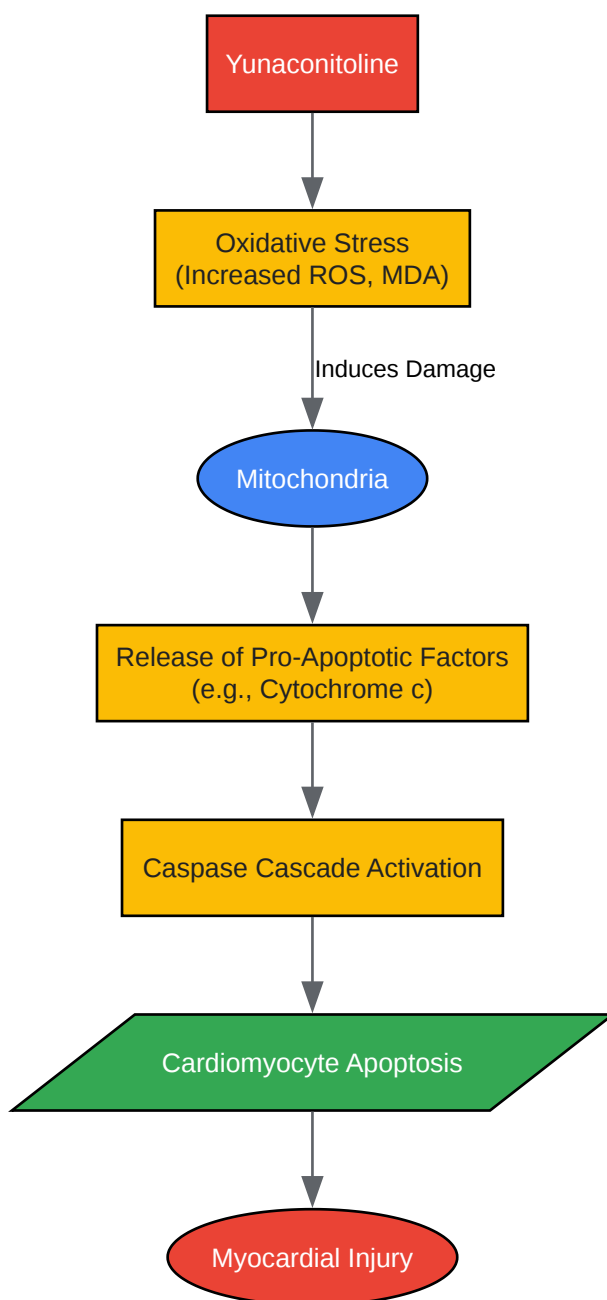 Yunaconitoline
Oxidative Stress
(Increased ROS, MDA)
Induces Damage
Mitochondria
Release of Pro-Apoptotic Factors
(e.g., Cytochrome c)
Caspase Cascade Activation
Cardiomyocyte Apoptosis
Myocardial Injury